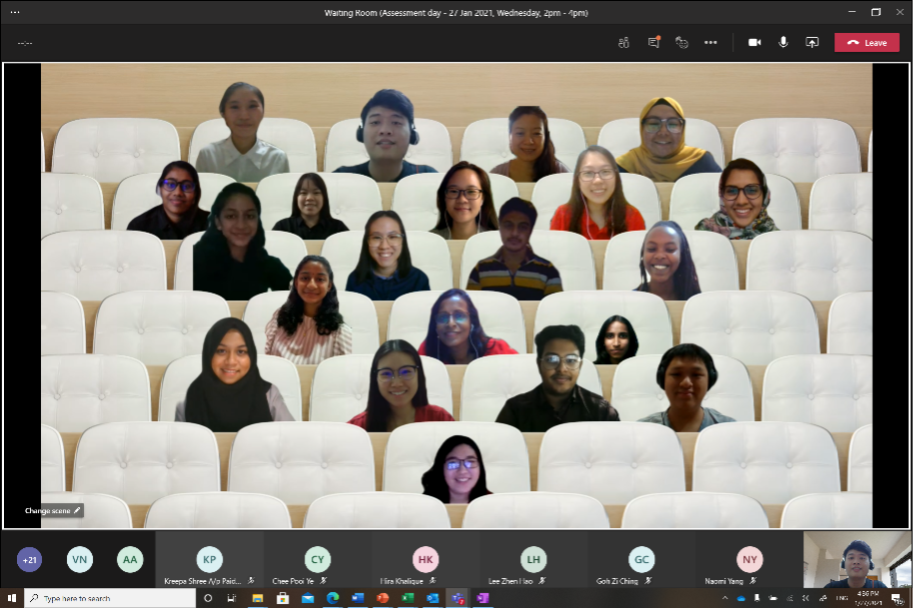 Waiting Room (Assessment day - 27 Jan 2021, Wednesday, 2pm - 4pm)
--:--
Leave
Change scene
+21
VN
AA
KP
CY
HK
LH
GC
NY
Kreepa Shree A/p Paid...
Chee Pooi Ye
Hira Khalique
Lee Zhen Hao
Goh Zi Ching
Naomi Yang
Type here to search
ENG
4:36 PM